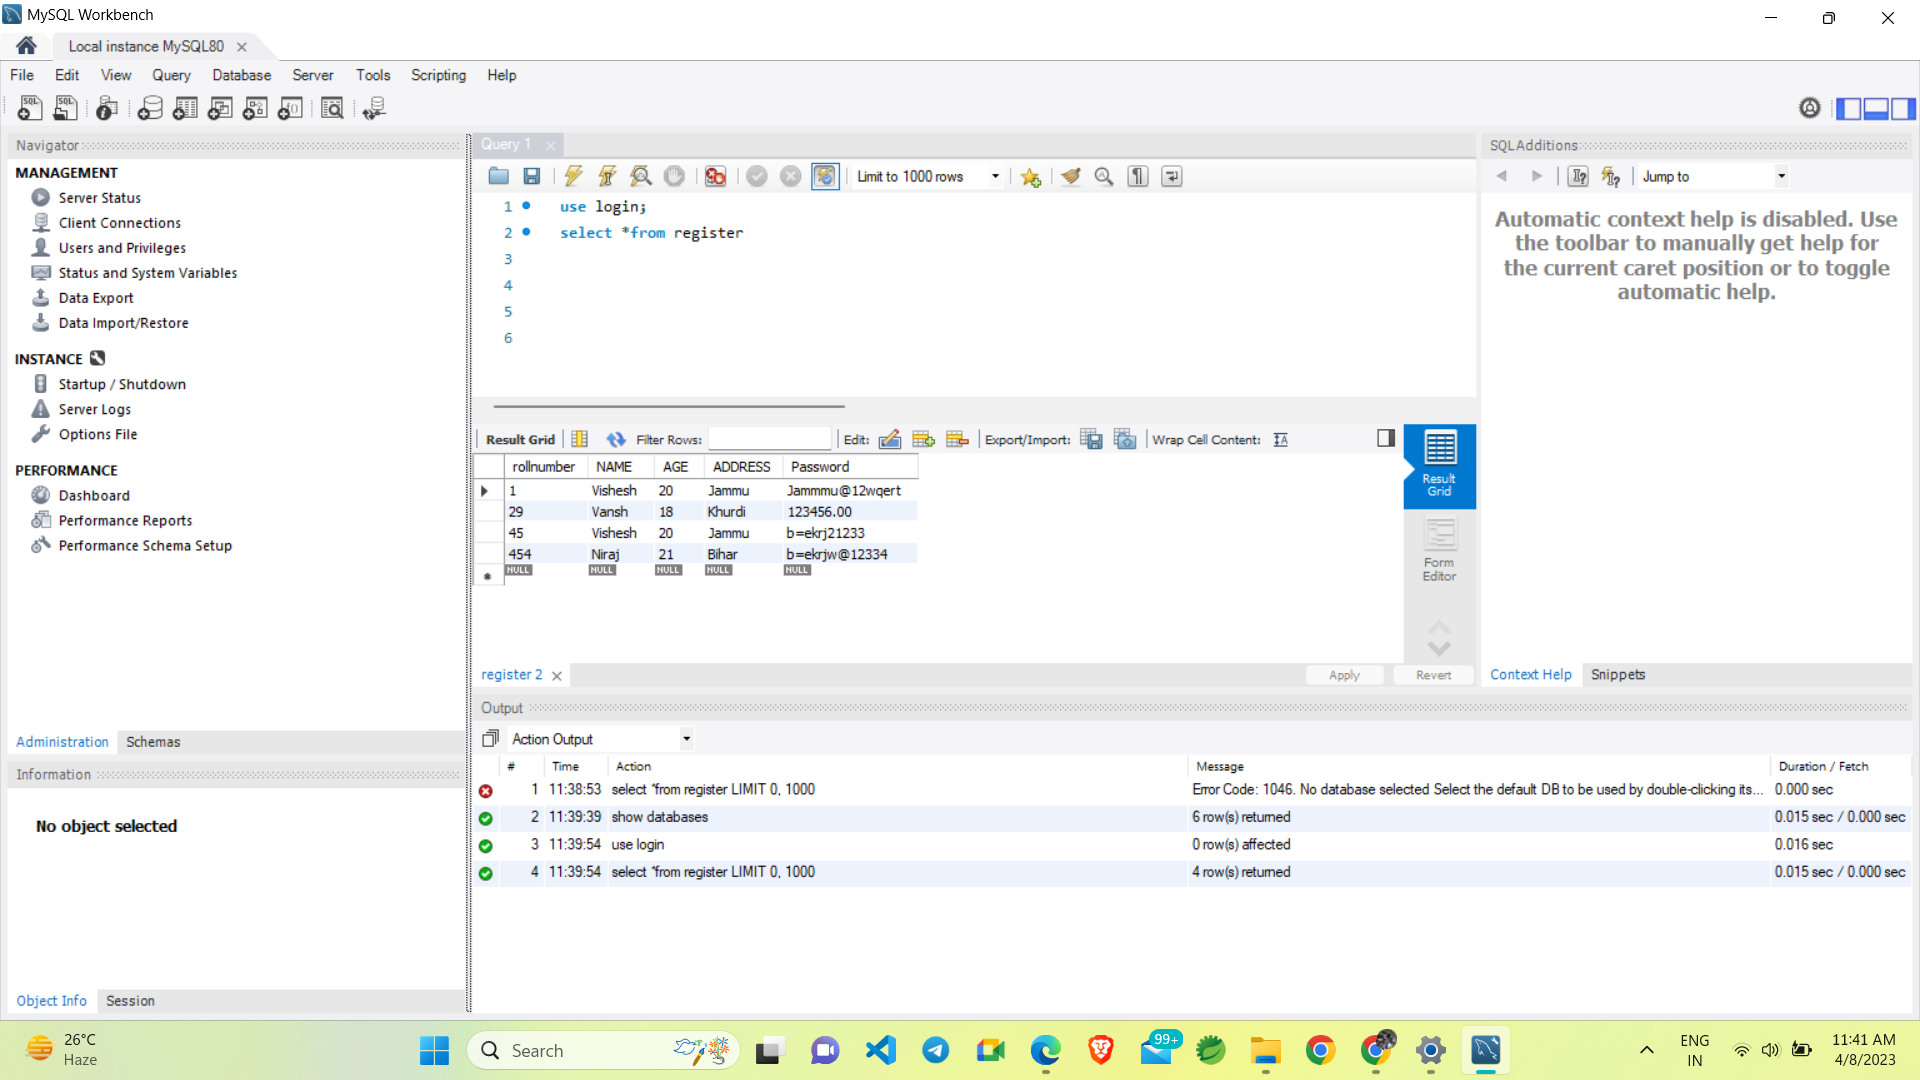 MySQL Workbench
Local instance MySQL80
File Edit View Query Database Server Tools Scripting Help
Navigator
MANAGEMENT
Server Status
Client Connections
Users and Privileges
Status and System Variables
Data Export
Data Import/Restore
INSTANCE
Startup / Shutdown
Server Logs
Options File
PERFORMANCE
Dashboard
Performance Reports
Performance Schema Setup
Administration Schemas
Information
No object selected
Object Info Session
Query 1
Limit to 1000 rows
1 use login;
2 select *from register
3
4
5
6
Result Grid Filter Rows: Edit: Export/Import: Wrap Cell Content:
rollnumber NAME AGE ADDRESS Password
1 Vishesh 20 Jammu Jammmu@12wqert
29 Vansh 18 Khurdi 123456.00
45 Vishesh 20 Jammu b=ekrj21233
454 Niraj 21 Bihar b=ekrjw@12334
NULL NULL NULL NULL NULL
Result
Grid
Form
Editor
register 2 Apply Revert
SQLAdditions
Jump to
Automatic context help is disabled. Use
the toolbar to manually get help for
the current caret position or to toggle
automatic help.
Context Help Snippets
Output
Action Output
# Time Action Message Duration / Fetch
1 11:38:53 select *from register LIMIT 0, 1000 Error Code: 1046. No database selected Select the default DB to be used by double-clicking its... 0.000 sec
2 11:39:39 show databases 6 row(s) returned 0.015 sec / 0.000 sec
3 11:39:54 use login 0 row(s) affected 0.016 sec
4 11:39:54 select *from register LIMIT 0, 1000 4 row(s) returned 0.015 sec / 0.000 sec
26°C
Haze
Search
99+
ENG
IN
11:41 AM
4/8/2023